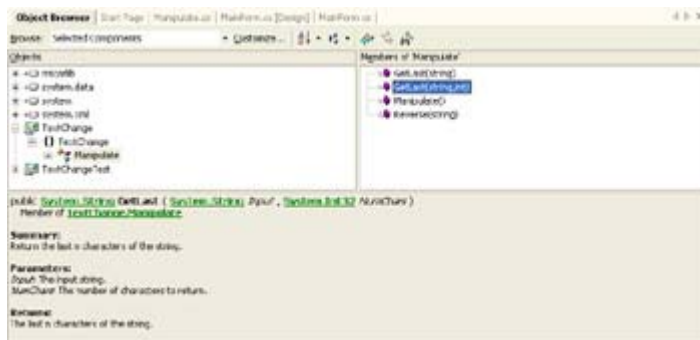 Object Browser Start Page Manipulate.cs MainForm.cs [Design] MainForm.cs
Browse: Selected Components Customize...
Objects
Members of 'Manipulate'
mscorlib
system.data
system
system.xml
TextChange
TextChange
Manipulate
TextChangeTest
GetLast(string)
GetLast(string,int)
Manipulate()
Reverse(string)
public System.String GetLast ( System.String Input , System.Int32 NumChars )
Member of TextChange.Manipulate
Summary:
Return the last n characters of the string.
Parameters:
Input: The input string.
NumChars: The number of characters to return.
Returns:
The last n characters of the string.